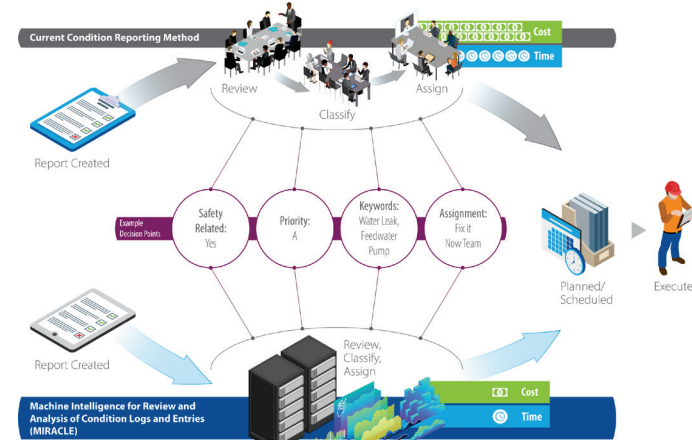 Current Condition Reporting Method
Cost
Time
Review
Classify
Assign
Report Created
Example
Decision Points
Safety
Related:
Yes
Priority:
A
Keywords:
Water Leak,
Feedwater
Pump
Assignment:
Fix it
Now Team
Planned/
Scheduled
Execute
Report Created
Review,
Classify,
Assign
Cost
Time
Machine Intelligence for Review and
Analysis of Condition Logs and Entries
(MIRACLE)